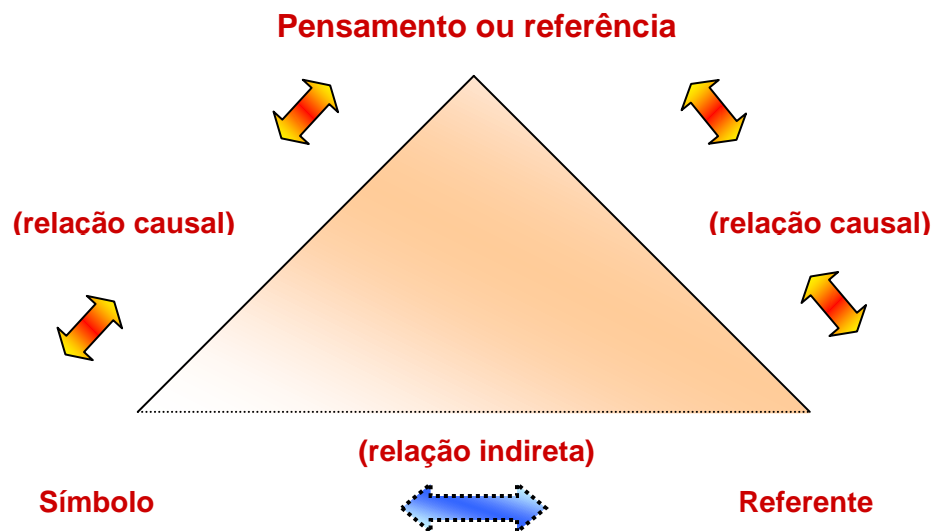 Pensamento ou referência
(relação causal)
(relação causal)
(relação indireta)
Símbolo
Referente